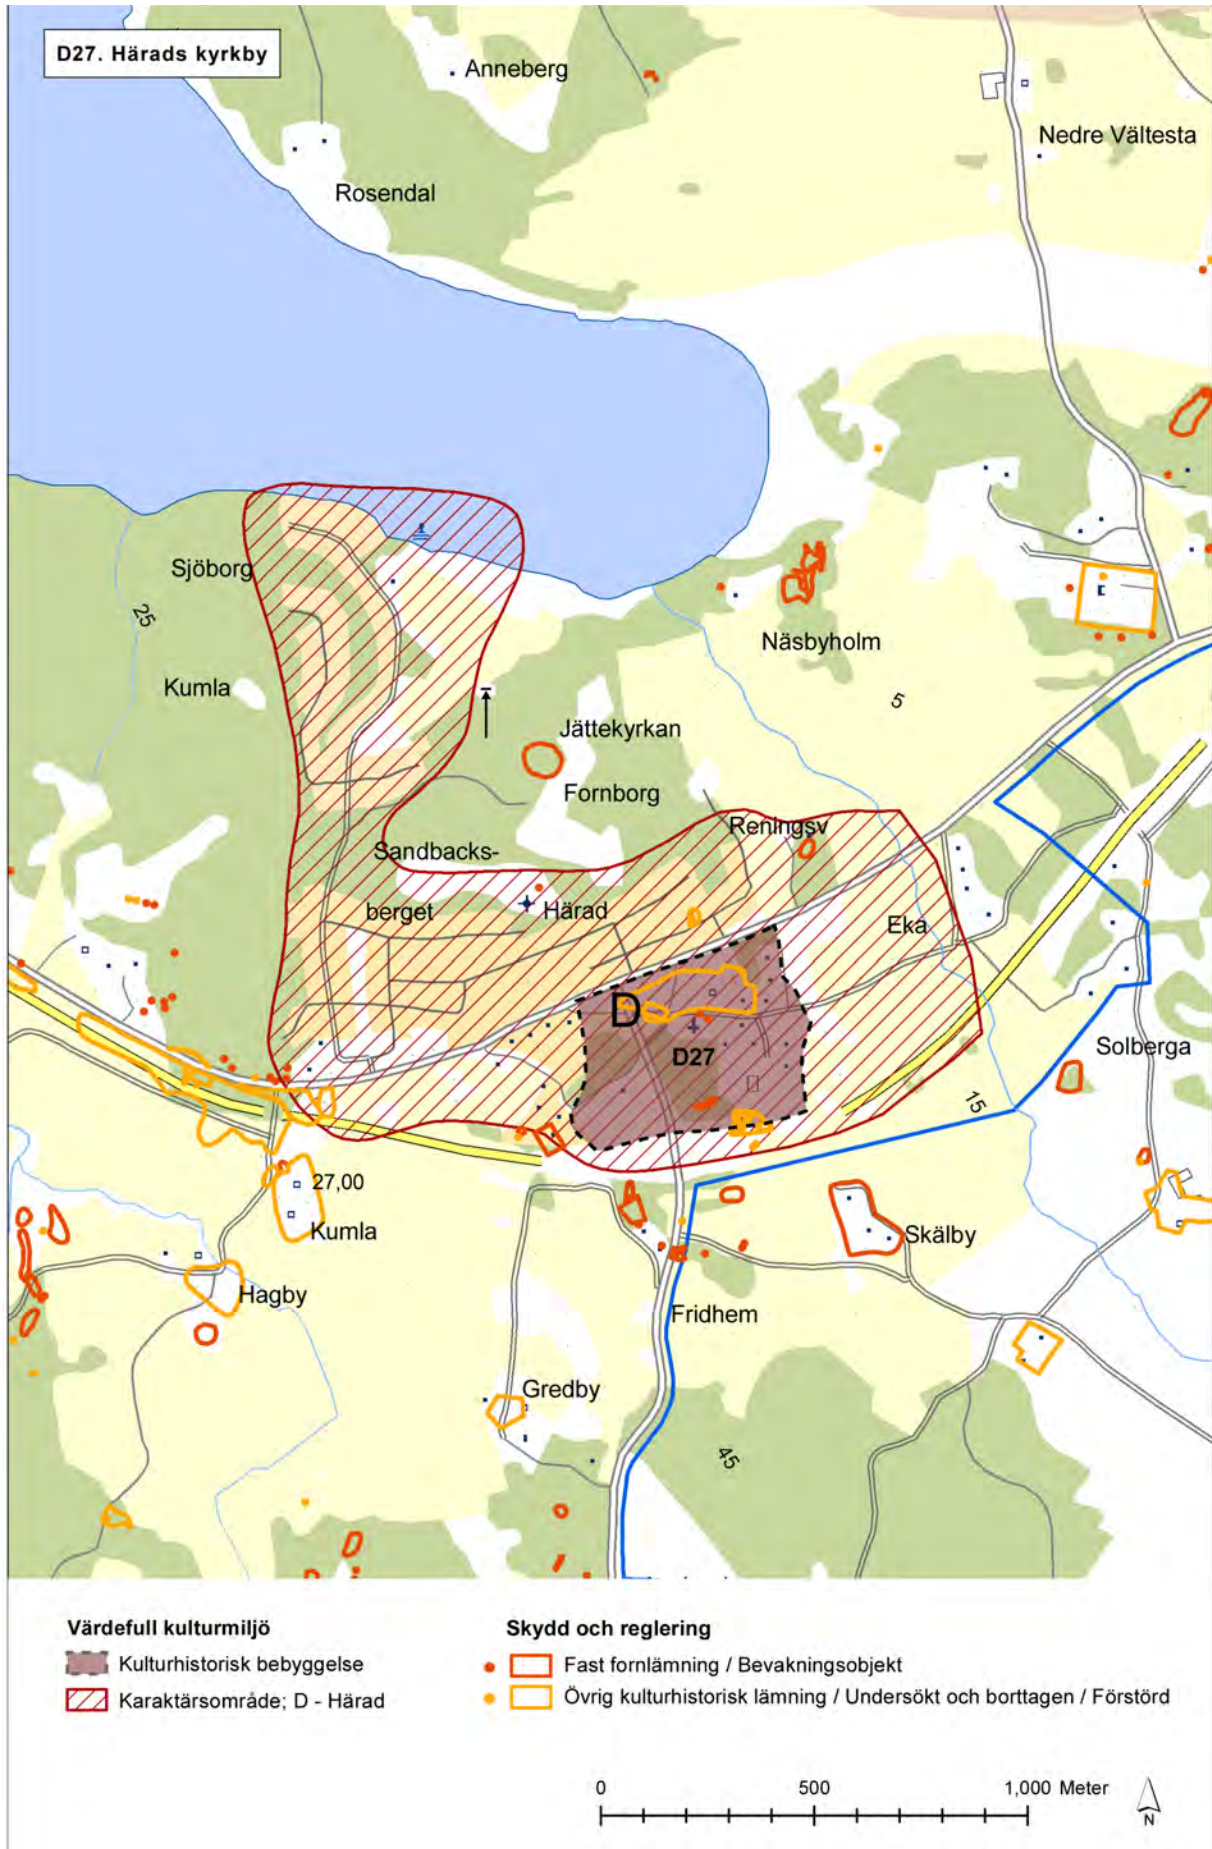 D27. Härads kyrkby
Anneberg
Nedre Vältesta
Rosendal
Sjöborg
25
Näsbyholm
Kumla
5
Jättekyrkan
Fornborg
Reningsv
Sandbacks-
berget
Härad
Eka
D
D27
Solberga
15
27,00
Kumla
Skälby
Hagby
Fridhem
Gredby
45
Värdefull kulturmiljö
Kulturhistorisk bebyggelse
Karaktärsområde; D - Härad
Skydd och reglering
Fast fornlämning / Bevakningsobjekt
Övrig kulturhistorisk lämning / Undersökt och borttagen / Förstörd
0 500 1,000 Meter
N